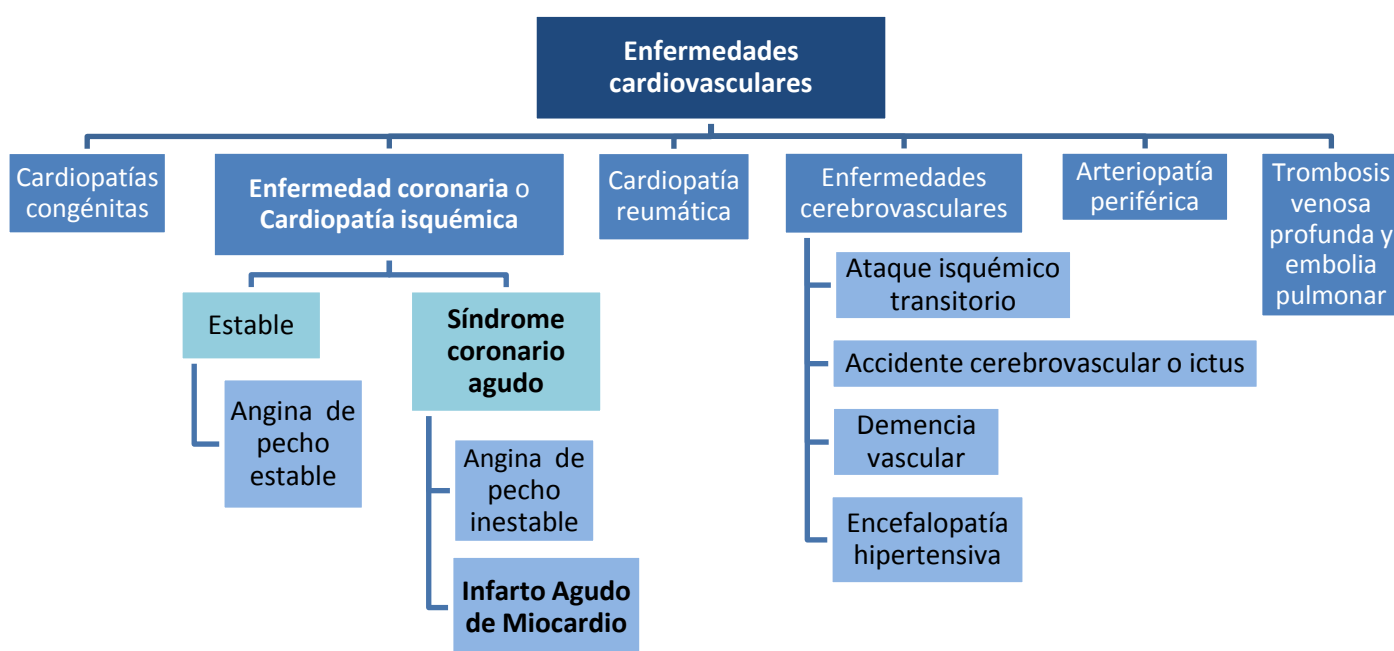 Enfermedades
cardiovasculares
Cardiopatías
congénitas
Enfermedad coronaria o
Cardiopatía isquémica
Cardiopatía
reumática
Enfermedades
cerebrovasculares
Arteriopatía
periférica
Trombosis
venosa
profunda y
embolia
pulmonar
Estable
Angina de
pecho
estable
Síndrome
coronario
agudo
Angina de
pecho
inestable
Infarto Agudo
de Miocardio
Ataque isquémico
transitorio
Accidente cerebrovascular o ictus
Demencia
vascular
Encefalopatía
hipertensiva